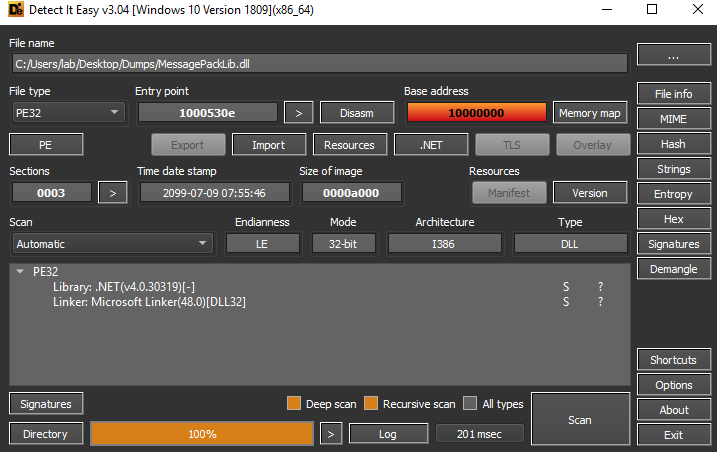 Detect It Easy v3.04 [Windows 10 Version 1809](x86_64)
File name
...
C:/Users/lab/Desktop/Dumps/MessagePackLib.dll
File type Entry point Base address
PE32 1000530e > Disasm 10000000 Memory map
File info
MIME
PE Export Import Resources .NET TLS Overlay
Hash
Sections Time date stamp Size of image Resources
Strings
0003 > 2099-07-09 07:55:46 0000a000 Manifest Version
Entropy
Scan Endianness Mode Architecture Type
Hex
Automatic LE 32-bit I386 DLL
Signatures
Demangle
PE32
Library: .NET(v4.0.30319)[-] S ?
Linker: Microsoft Linker(48.0)[DLL32] S ?
Shortcuts
Options
Signatures Deep scan Recursive scan All types
About
Scan
Directory 100% > Log 201 msec
Exit